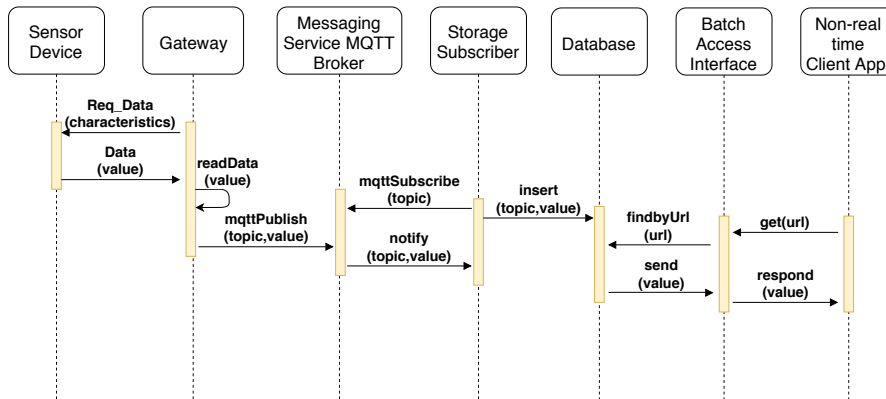 Sensor
Device
Gateway
Messaging
Service MQTT
Broker
Storage
Subscriber
Database
Batch
Access
Interface
Non-real
time
Client App
Req_Data
(characteristics)
Data
(value)
readData
(value)
mqttPublish
(topic,value)
mqttSubscribe
(topic)
notify
(topic,value)
insert
(topic,value)
findbyUrl
(url)
send
(value)
get(url)
respond
(value)